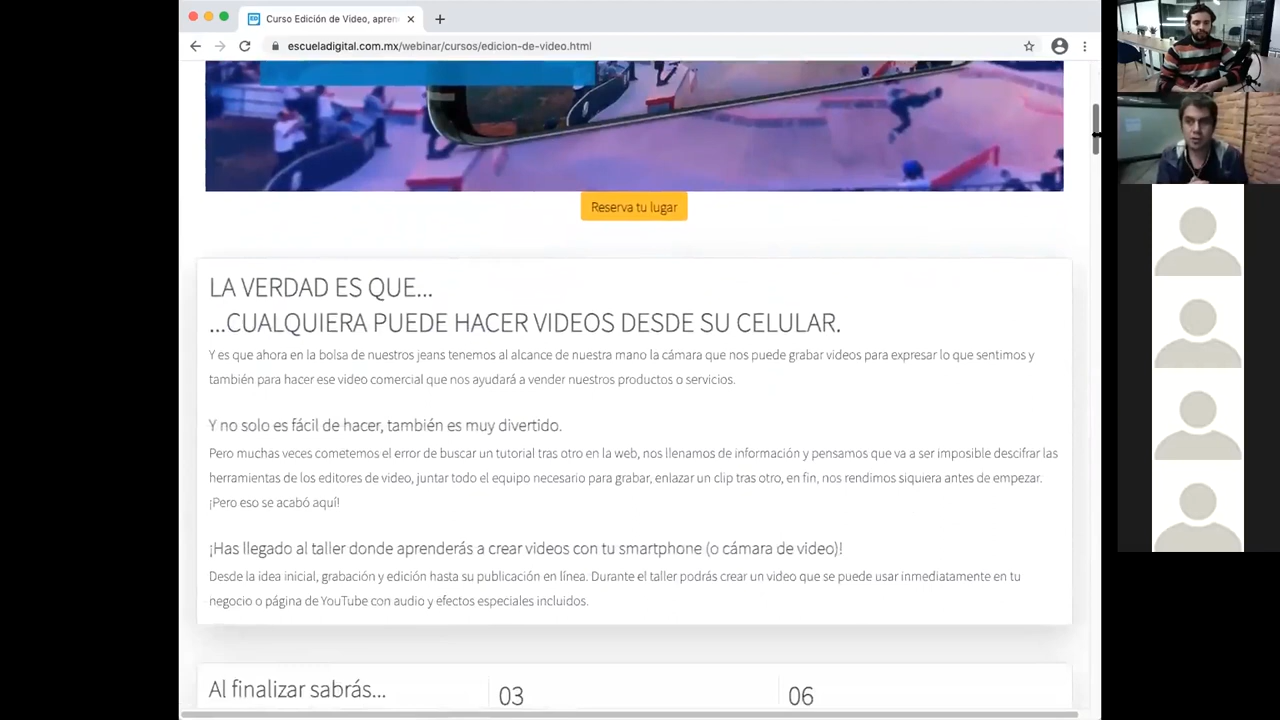 Curso Edición de Video, apren
escueladigital.com.mx/webinar/cursos/edicion-de-video.html
Reserva tu lugar
LA VERDAD ES QUE...
...CUALQUIERA PUEDE HACER VIDEOS DESDE SU CELULAR.
Y es que ahora en la bolsa de nuestros jeans tenemos al alcance de nuestra mano la cámara que nos puede grabar videos para expresar lo que sentimos y
también para hacer ese video comercial que nos ayudará a vender nuestros productos o servicios.
Y no solo es fácil de hacer, también es muy divertido.
Pero muchas veces cometemos el error de buscar un tutorial tras otro en la web, nos llenamos de información y pensamos que va a ser imposible descifrar las
herramientas de los editores de video, juntar todo el equipo necesario para grabar, enlazar un clip tras otro, en fin, nos rendimos siquiera antes de empezar.
¡Pero eso se acabó aquí!
¡Has llegado al taller donde aprenderás a crear videos con tu smartphone (o cámara de video)!
Desde la idea inicial, grabación y edición hasta su publicación en línea. Durante el taller podrás crear un video que se puede usar inmediatamente en tu
negocio o página de YouTube con audio y efectos especiales incluidos.
Al finalizar sabrás...
03
06